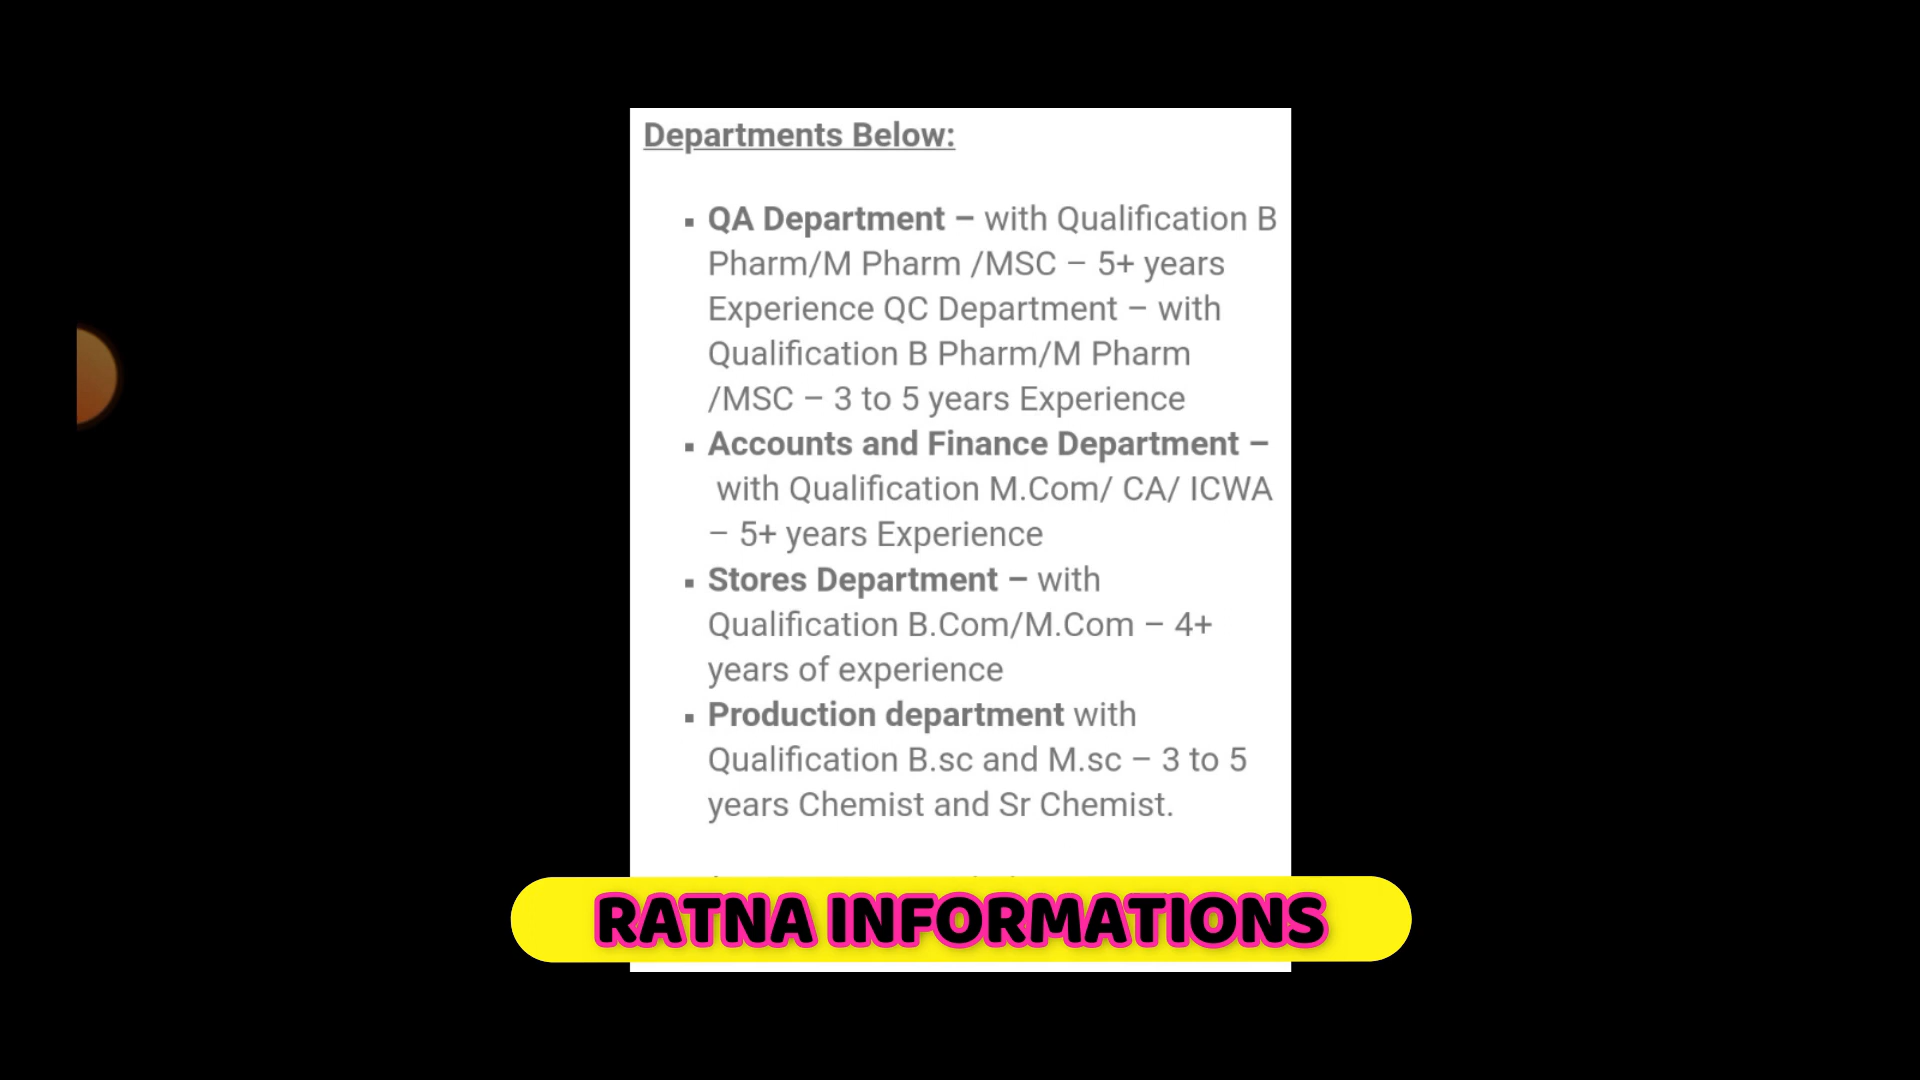 Departments Below:
▪ QA Department – with Qualification B
Pharm/M Pharm /MSC – 5+ years
Experience QC Department – with
Qualification B Pharm/M Pharm
/MSC – 3 to 5 years Experience
▪ Accounts and Finance Department –
with Qualification M.Com/ CA/ ICWA
– 5+ years Experience
▪ Stores Department – with
Qualification B.Com/M.Com – 4+
years of experience
▪ Production department with
Qualification B.sc and M.sc – 3 to 5
years Chemist and Sr Chemist.
RATNA INFORMATIONS